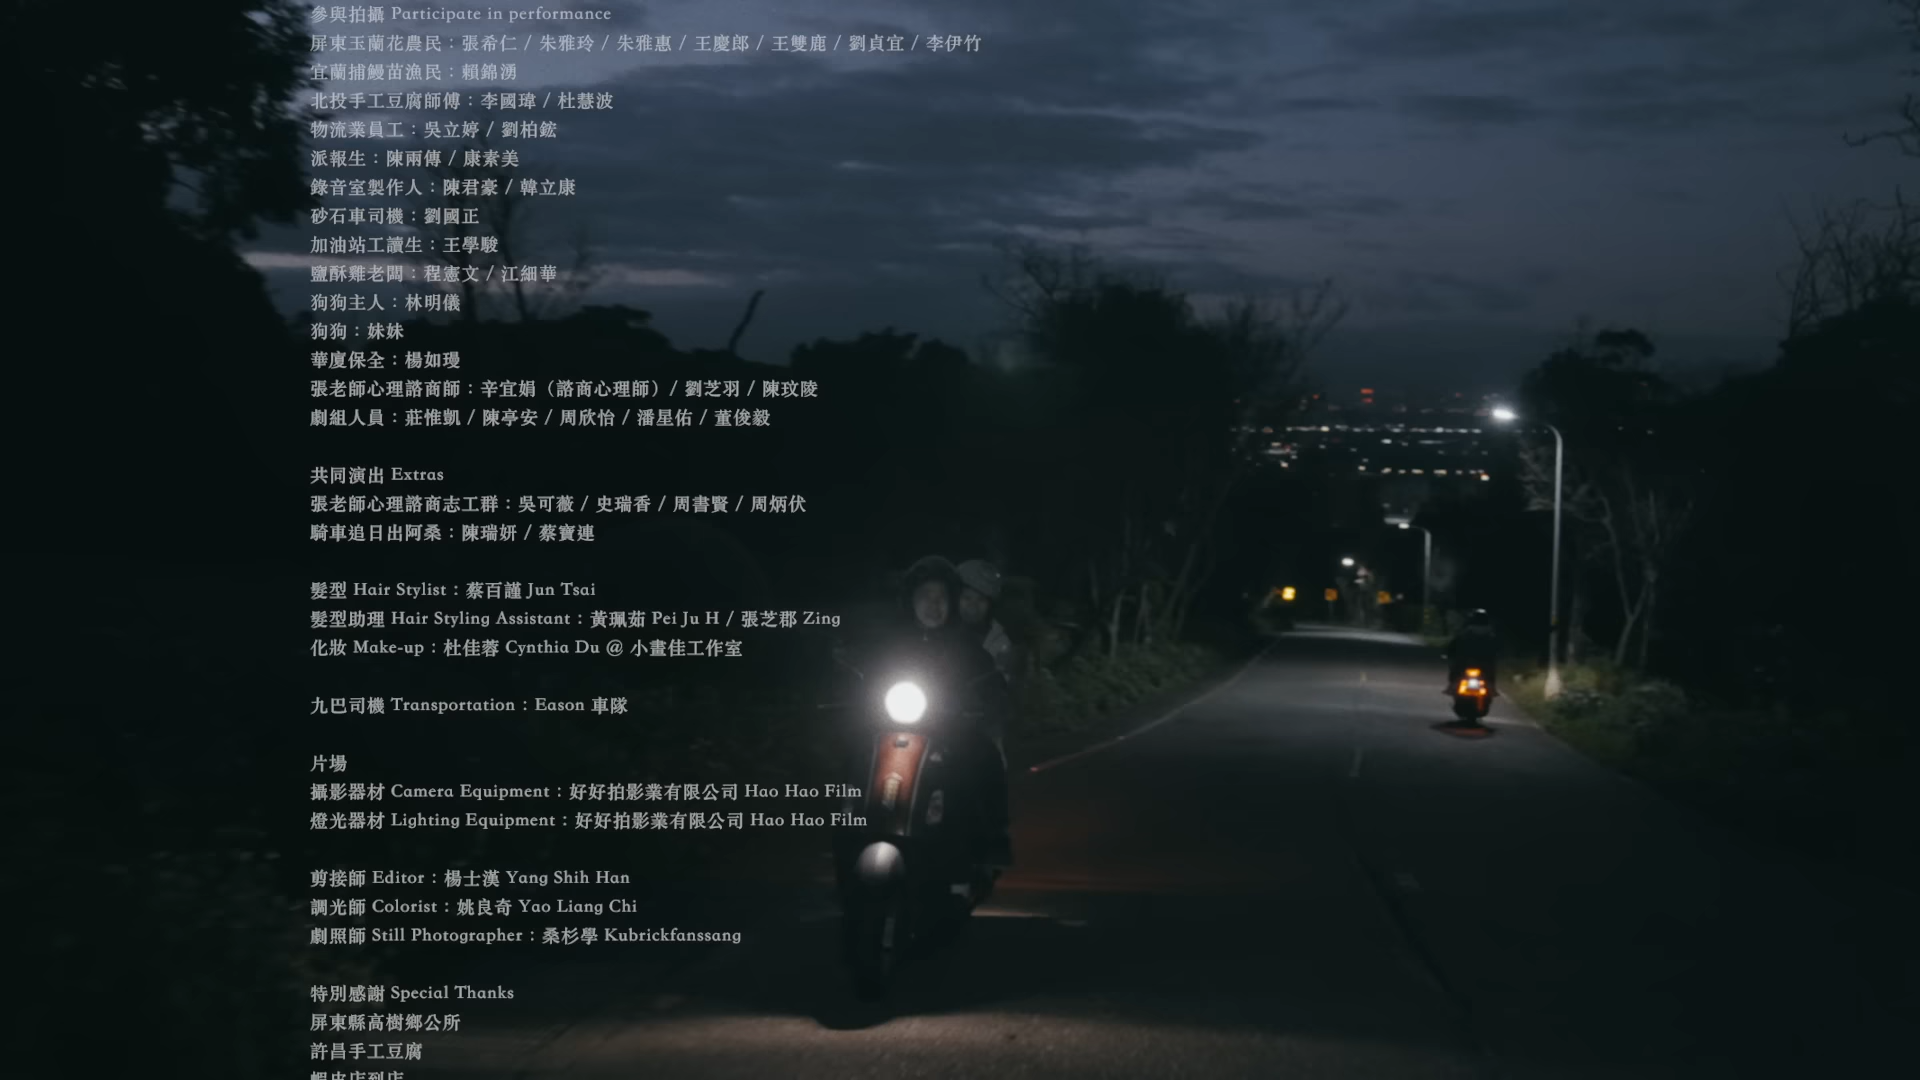 參與拍攝 Participate in performance
屏東玉蘭花農民：張希仁 / 朱雅玲 / 朱雅惠 / 王慶郎 / 王雙鹿 / 劉貞宜 / 李伊竹
宜蘭捕鰻苗漁民：賴錦湧
北投手工豆腐師傅：李國瑋 / 杜慧波
物流業員工：吳立婷 / 劉柏鋐
派報生：陳兩傳 / 康素美
錄音室製作人：陳君豪 / 韓立康
砂石車司機：劉國正
加油站工讀生：王學駿
鹽酥雞老闆：程憲文 / 江細華
狗狗主人：林明儀
狗狗：妹妹
華廈保全：楊如瑗
張老師心理諮商師：辛宜娟（諮商心理師）/ 劉芝羽 / 陳玟陵
劇組人員：莊惟凱 / 陳亭安 / 周欣怡 / 潘星佑 / 董俊毅
共同演出 Extras
張老師心理諮商志工群：吳可薇 / 史瑞香 / 周書賢 / 周炳伏
騎車追日出阿桑：陳瑞妍 / 蔡寶連
髮型 Hair Stylist：蔡百謹 Jun Tsai
髮型助理 Hair Styling Assistant：黃珮茹 Pei Ju H / 張芝郡 Zing
化妝 Make-up：杜佳蓉 Cynthia Du @ 小畫佳工作室
九巴司機 Transportation：Eason 車隊
片場
攝影器材 Camera Equipment：好好拍影業有限公司 Hao Hao Film
燈光器材 Lighting Equipment：好好拍影業有限公司 Hao Hao Film
剪接師 Editor：楊士漢 Yang Shih Han
調光師 Colorist：姚良奇 Yao Liang Chi
劇照師 Still Photographer：桑杉學 Kubrickfanssang
特別感謝 Special Thanks
屏東縣高樹鄉公所
許昌手工豆腐
蝦皮店到店